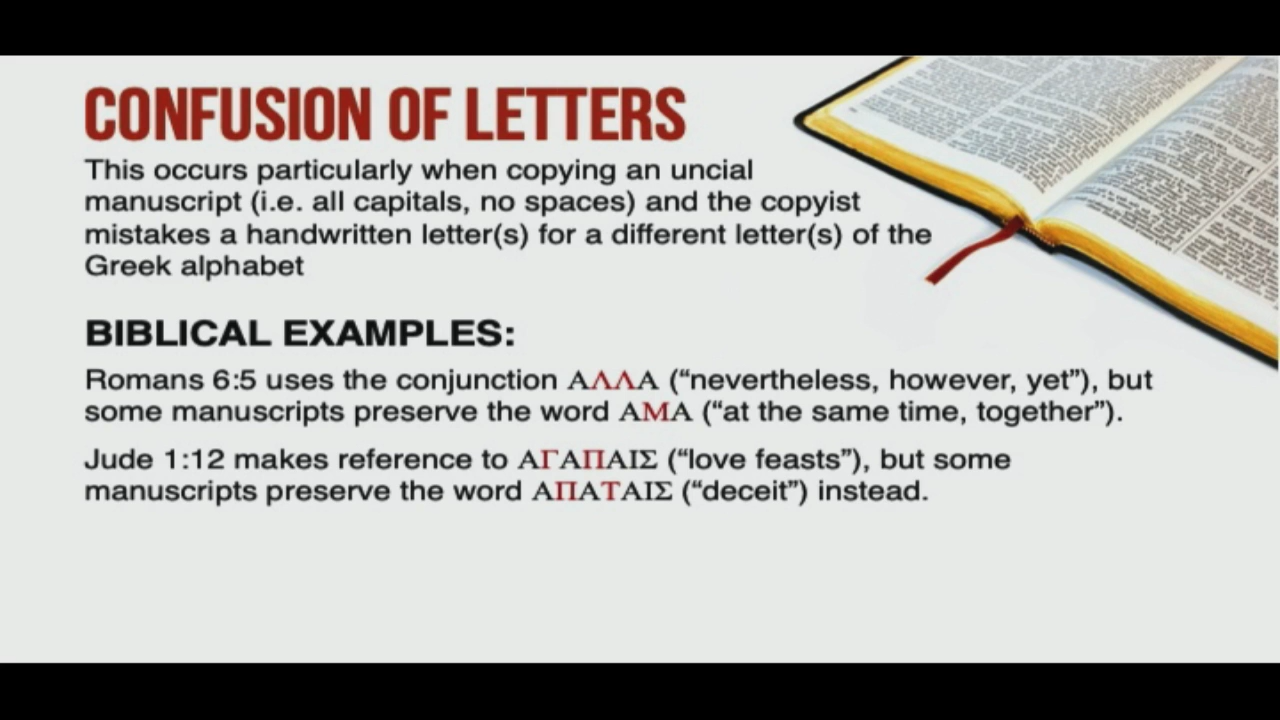 CONFUSION OF LETTERS
This occurs particularly when copying an uncial
manuscript (i.e. all capitals, no spaces) and the copyist
mistakes a handwritten letter(s) for a different letter(s) of the
Greek alphabet
BIBLICAL EXAMPLES:
Romans 6:5 uses the conjunction ΑΛΛΑ (“nevertheless, however, yet”), but
some manuscripts preserve the word ΑΜΑ (“at the same time, together”).
Jude 1:12 makes reference to ΑΓΑΠΑΙΣ (“love feasts”), but some
manuscripts preserve the word ΑΠΑΤΑΙΣ (“deceit”) instead.